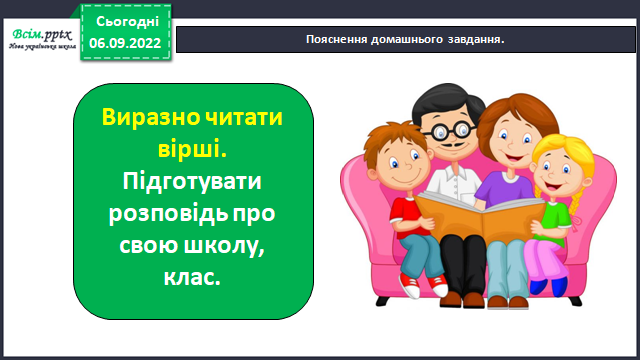 Всім.pptx
Нова українська школа
Сьогодні
06.09.2022
Пояснення домашнього завдання.
Виразно читати
вірші.
Підготувати
розповідь про
свою школу,
клас.